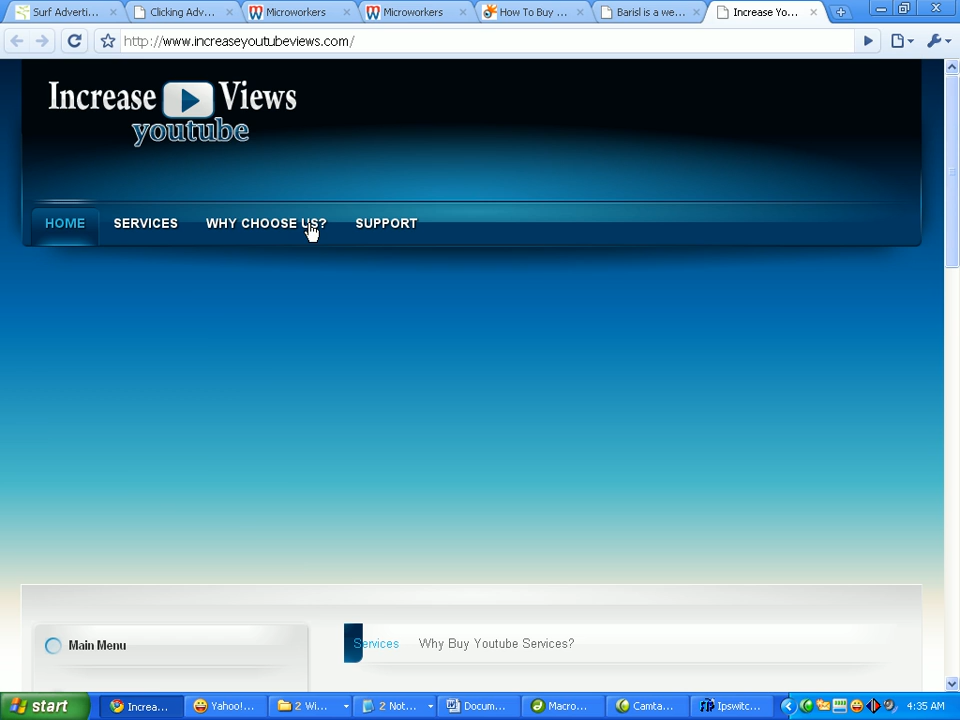 Surf Adverti...
Clicking Adv...
Microworkers
Microworkers
How To Buy ...
Barisl is a we...
Increase Yo...
http://www.increaseyoutubeviews.com/
Increase Views
youtube
HOME
SERVICES
WHY CHOOSE US?
SUPPORT
Main Menu
Services
Why Buy Youtube Services?
start
Increa...
Yahoo!...
2 Wi...
2 Not...
Docum...
Macro...
Camta...
Ipswitc...
4:35 AM